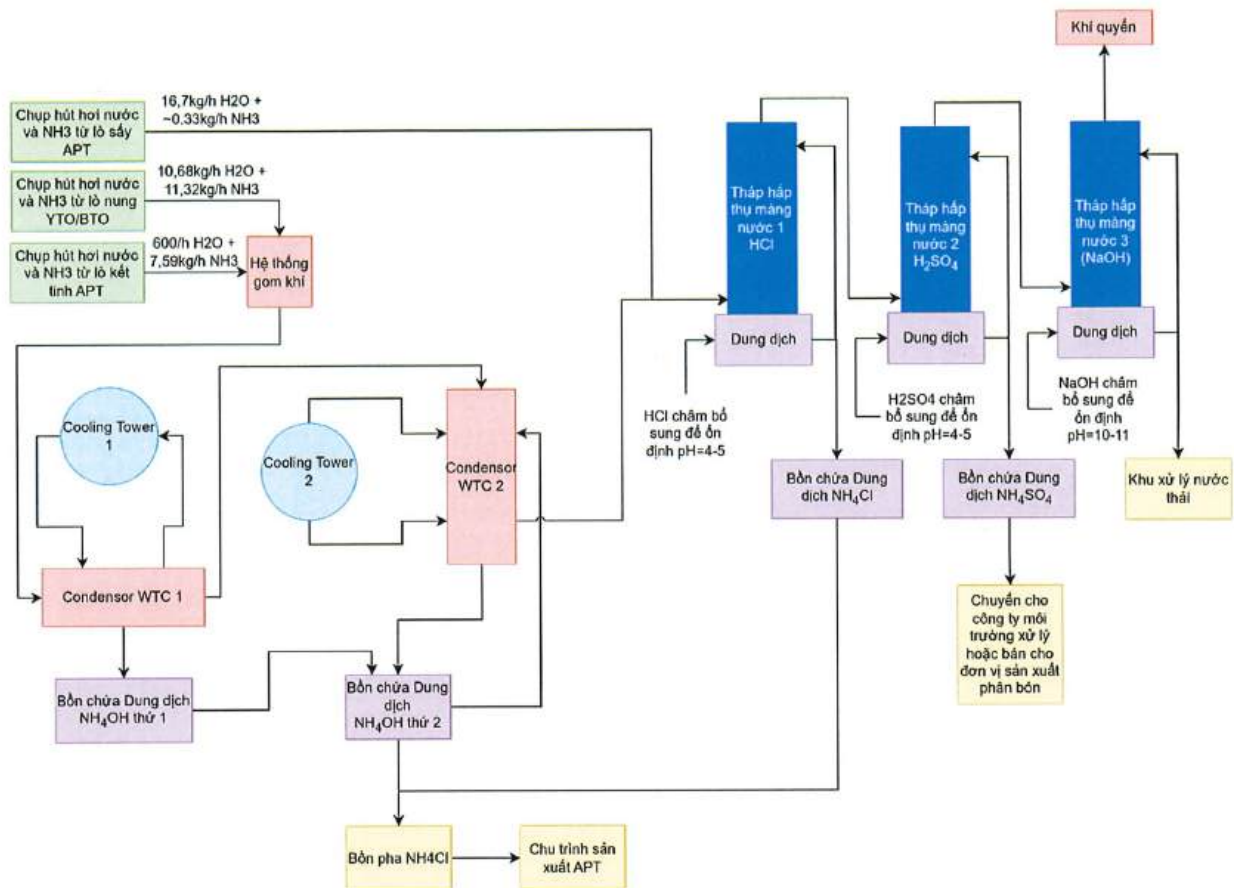 Khí quyển
Chụp hút hơi nước
và NH3 từ lò sấy
APT
16,7kg/h H2O +
~0.33kg/h NH3
Chụp hút hơi nước
và NH3 từ lò nung
YTO/BTO
10,68kg/h H2O +
11,32kg/h NH3
Chụp hút hơi nước
và NH3 từ lò kết
tinh APT
600/h H2O +
7,59kg/h NH3
Hệ thống
gom khí
Tháp hấp
thụ màng
nước 1
HCl
Tháp hấp
thụ màng
nước 2
H₂SO₄
Tháp hấp
thụ màng
nước 3
(NaOH)
Dung dịch
Dung dịch
Dung dịch
HCl châm bổ
sung để ổn
định pH=4-5
H2SO4 châm
bổ sung để ổn
định pH=4-5
NaOH châm
bổ sung để
ổn định
pH=10-11
Cooling Tower
1
Cooling Tower
2
Condensor
WTC 2
Bồn chứa Dung
dịch NH₄Cl
Bồn chứa Dung
dịch NH₄SO₄
Khu xử lý nước
thải
Condensor WTC 1
Chuyển cho
công ty môi
trường xử lý
hoặc bán cho
đơn vị sản xuất
phân bón
Bồn chứa Dung dịch
NH₄OH thứ 1
Bồn chứa Dung
dịch
NH₄OH thứ 2
Bồn pha NH4Cl
Chu trình sản
xuất APT